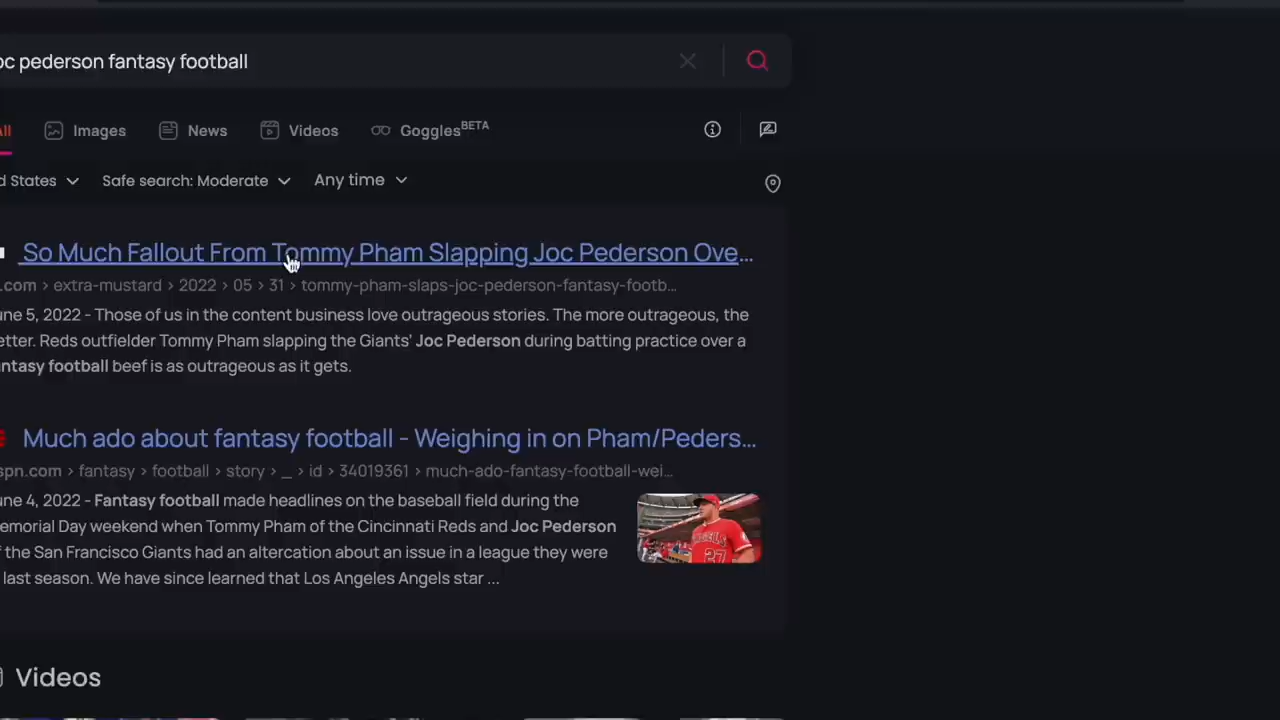 oc pederson fantasy football
All
Images
News
Videos
Goggles BETA
d States
Safe search: Moderate
Any time
So Much Fallout From Tommy Pham Slapping Joc Pederson Ove...
.com › extra-mustard › 2022 › 05 › 31 › tommy-pham-slaps-joc-pederson-fantasy-footb...
une 5, 2022 - Those of us in the content business love outrageous stories. The more outrageous, the
etter. Reds outfielder Tommy Pham slapping the Giants' Joc Pederson during batting practice over a
ntasy football beef is as outrageous as it gets.
Much ado about fantasy football - Weighing in on Pham/Peders...
spn.com › fantasy › football › story › _ › id › 34019361 › much-ado-fantasy-football-wei...
une 4, 2022 - Fantasy football made headlines on the baseball field during the
emorial Day weekend when Tommy Pham of the Cincinnati Reds and Joc Pederson
f the San Francisco Giants had an altercation about an issue in a league they were
last season. We have since learned that Los Angeles Angels star ...
ANGELS
27
Videos